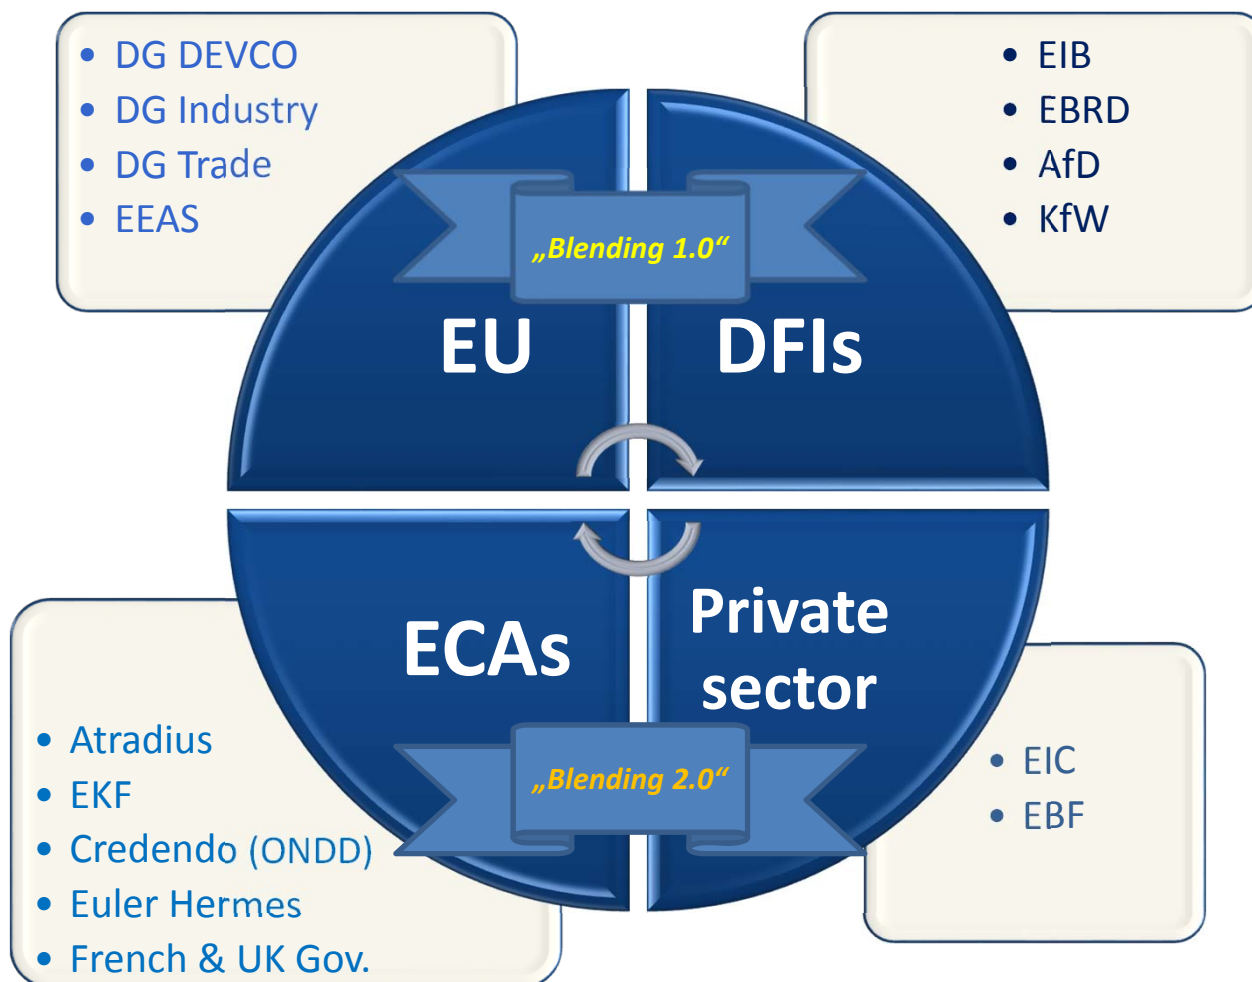 • DG DEVCO
• DG Industry
• DG Trade
• EEAS
• EIB
• EBRD
• AfD
• KfW
„Blending 1.0“
EU
DFIs
ECAs
Private
sector
„Blending 2.0“
• Atradius
• EKF
• Credendo (ONDD)
• Euler Hermes
• French & UK Gov.
• EIC
• EBF